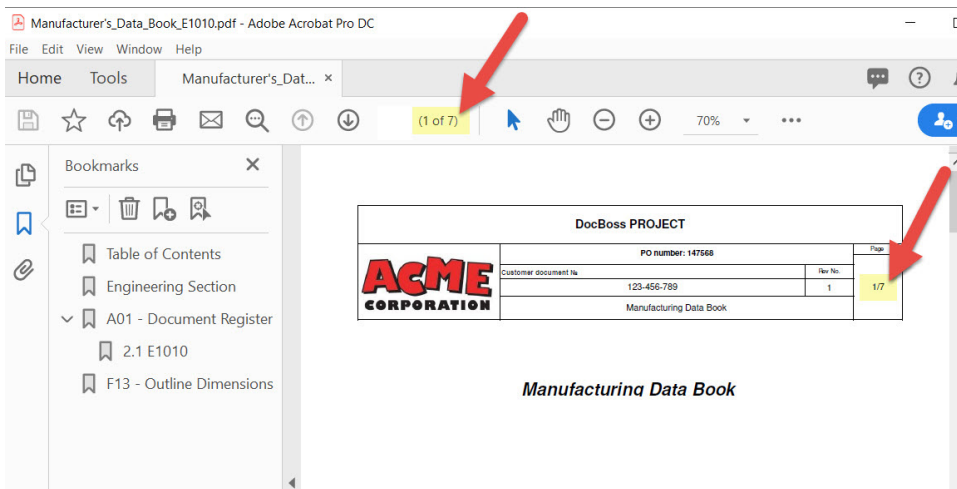 Manufacturer's_Data_Book_E1010.pdf - Adobe Acrobat Pro DC
File Edit View Window Help
Home Tools Manufacturer's_Dat... ×
(1 of 7) 70%
Bookmarks
Table of Contents
Engineering Section
A01 - Document Register
2.1 E1010
F13 - Outline Dimensions
DocBoss PROJECT
ACME
CORPORATION
PO number: 147568
Page
Customer document №
Rev No.
123-456-789
1
1/7
Manufacturing Data Book
Manufacturing Data Book